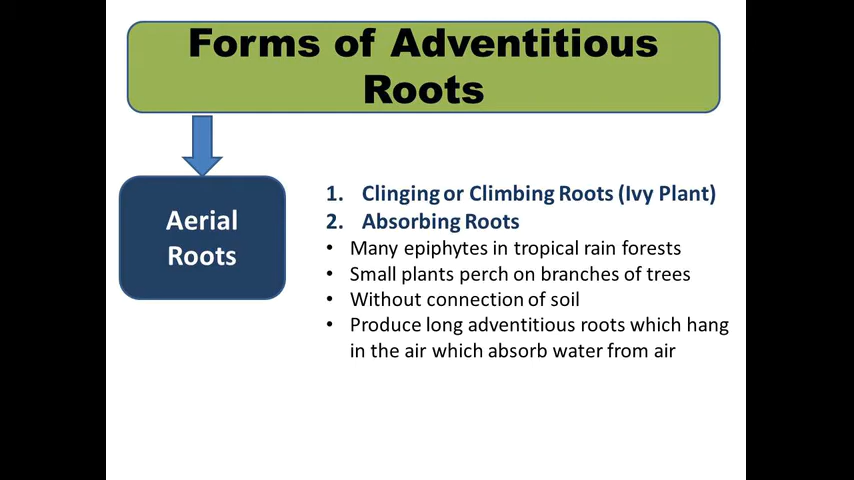 Forms of Adventitious
Roots
Aerial
Roots
1. Clinging or Climbing Roots (Ivy Plant)
2. Absorbing Roots
• Many epiphytes in tropical rain forests
• Small plants perch on branches of trees
• Without connection of soil
• Produce long adventitious roots which hang
in the air which absorb water from air